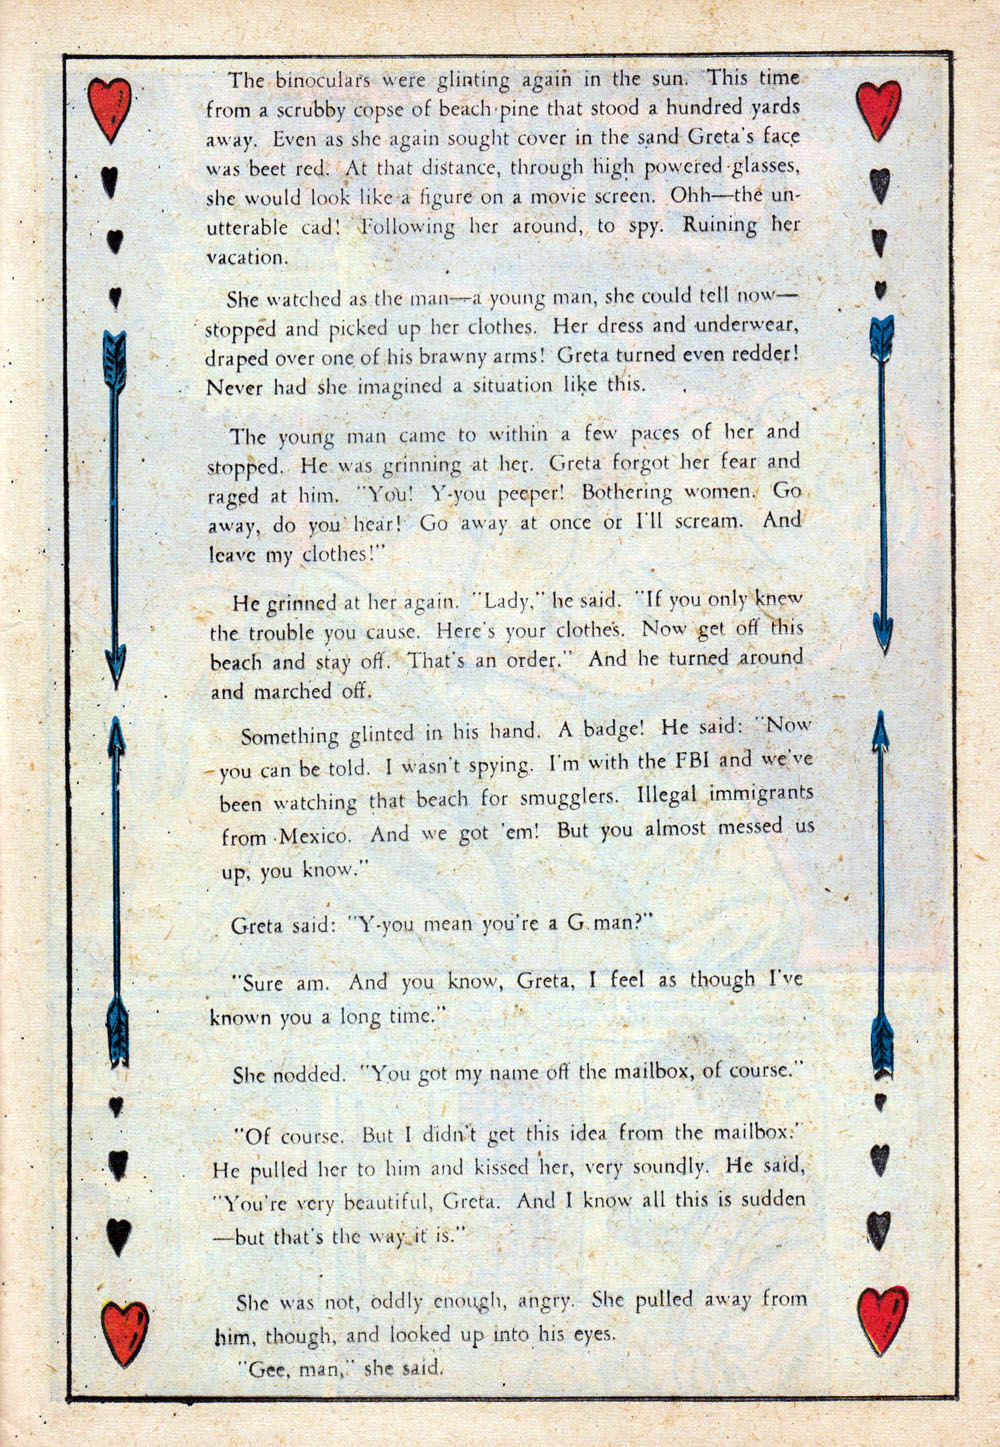 The binoculars were glinting again in the sun. This time
from a scrubby copse of beach pine that stood a hundred yards
away. Even as she again sought cover in the sand Greta's face
was beet red. At that distance, through high powered glasses,
she would look like a figure on a movie screen. Ohh—the un-
utterable cad! Following her around, to spy. Ruining her
vacation.
She watched as the man—a young man, she could tell now—
stopped and picked up her clothes. Her dress and underwear,
draped over one of his brawny arms! Greta turned even redder!
Never had she imagined a situation like this.
The young man came to within a few paces of her and
stopped. He was grinning at her. Greta forgot her fear and
raged at him. "You! Y-you peeper! Bothering women. Go
away, do you hear! Go away at once or I'll scream. And
leave my clothes!"
He grinned at her again. "Lady," he said. "If you only knew
the trouble you cause. Here's your clothes. Now get off this
beach and stay off. That's an order." And he turned around
and marched off.
Something glinted in his hand. A badge! He said: "Now
you can be told. I wasn't spying. I'm with the FBI and we've
been watching that beach for smugglers. Illegal immigrants
from Mexico. And we got 'em! But you almost messed us
up, you know."
Greta said: "Y-you mean you're a G man?"
"Sure am. And you know, Greta, I feel as though I've
known you a long time."
She nodded. "You got my name off the mailbox, of course."
"Of course. But I didn't get this idea from the mailbox.'
He pulled her to him and kissed her, very soundly. He said,
"You're very beautiful, Greta. And I know all this is sudden
—but that's the way it is."
She was not, oddly enough, angry. She pulled away from
him, though, and looked up into his eyes.
"Gee, man," she said.